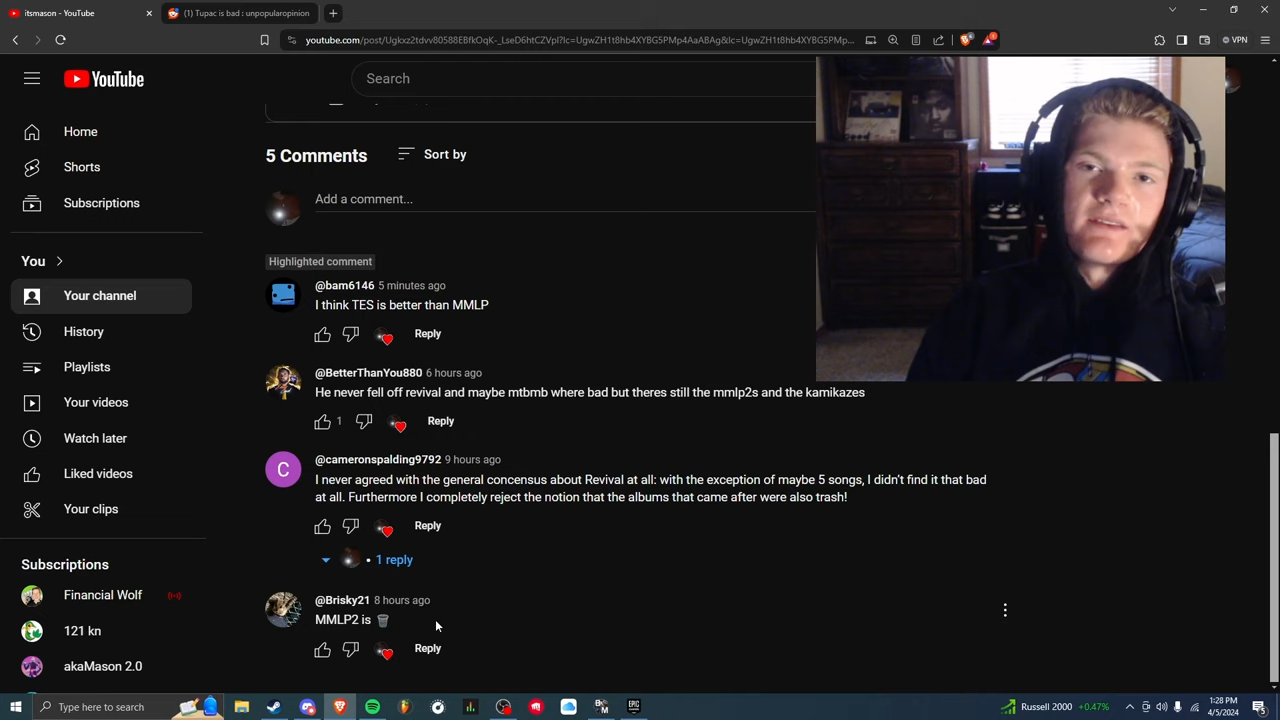 itsmason - YouTube
(1) Tupac is bad : unpopularopinion
youtube.com/post/Ugkxz2tdvv80588EBfkOqK-_LseD6htCZVpI?lc=UgwZH1t8hb4XYBG5PMp4AaABAg&lc=UgwZH1t8hb4XYBG5PMp...
VPN
YouTube
Search
Home
Shorts
Subscriptions
You
Your channel
History
Playlists
Your videos
Watch later
Liked videos
Your clips
Subscriptions
Financial Wolf
121 kn
akaMason 2.0
5 Comments
Sort by
Add a comment...
Highlighted comment
@bam6146 5 minutes ago
I think TES is better than MMLP
Reply
@BetterThanYou880 6 hours ago
He never fell off revival and maybe mtbmb where bad but theres still the mmlp2s and the kamikazes
1
Reply
@cameronspalding9792 9 hours ago
I never agreed with the general concensus about Revival at all: with the exception of maybe 5 songs, I didn't find it that bad
at all. Furthermore I completely reject the notion that the albums that came after were also trash!
Reply
• 1 reply
@Brisky21 8 hours ago
MMLP2 is 🗑️
Reply
Type here to search
Russell 2000 +0.47%
1:28 PM
4/5/2024